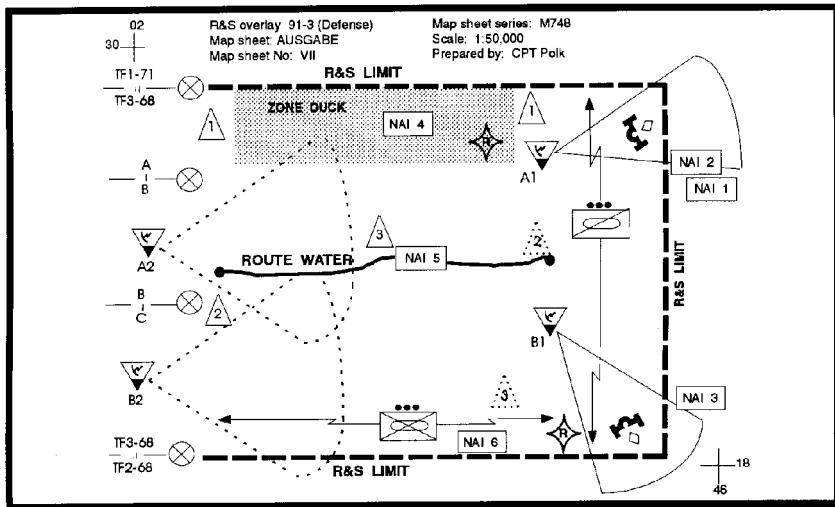 02
30
R&S overlay 91-3 (Defense)
Map sheet: AUSGABE
Map sheet No: VII
Map sheet series: M748
Scale: 1:50,000
Prepared by: CPT Polk
R&S LIMIT
TF1-71
TF3-68
ZONE DUCK
NAI 4
1
1
R
A1
NAI 2
NAI 1
A
B
A2
ROUTE WATER
3
NAI 5
2
R&S LIMIT
B
C
2
B1
B2
3
NAI 3
NAI 6
R
TF3-68
TF2-68
R&S LIMIT
18
46